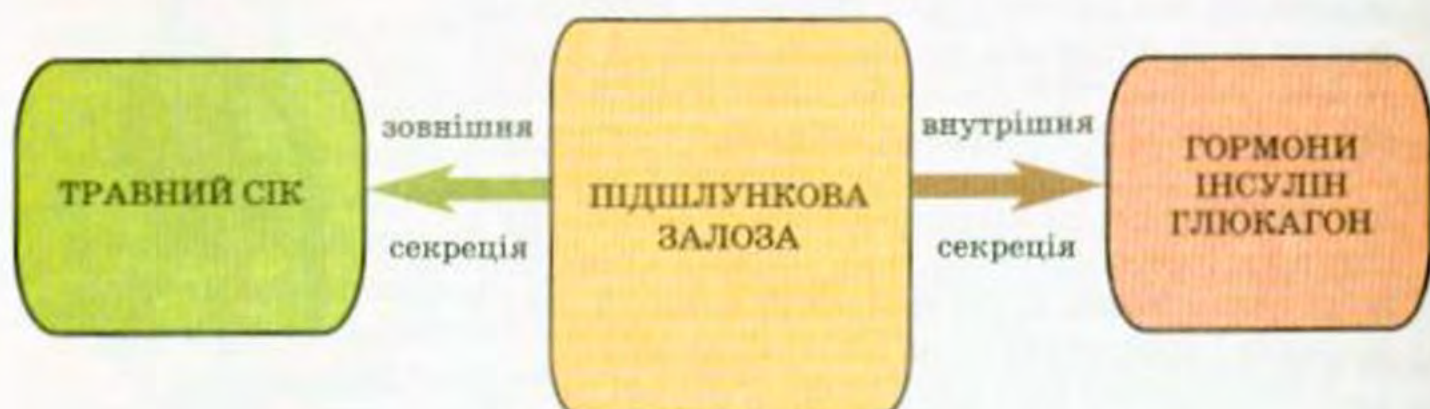 ТРАВНИЙ СІК
зовнішня
секреція
ПІДШЛУНКОВА
ЗАЛОЗА
внутрішня
секреція
ГОРМОНИ
ІНСУЛІН
ГЛЮКАГОН